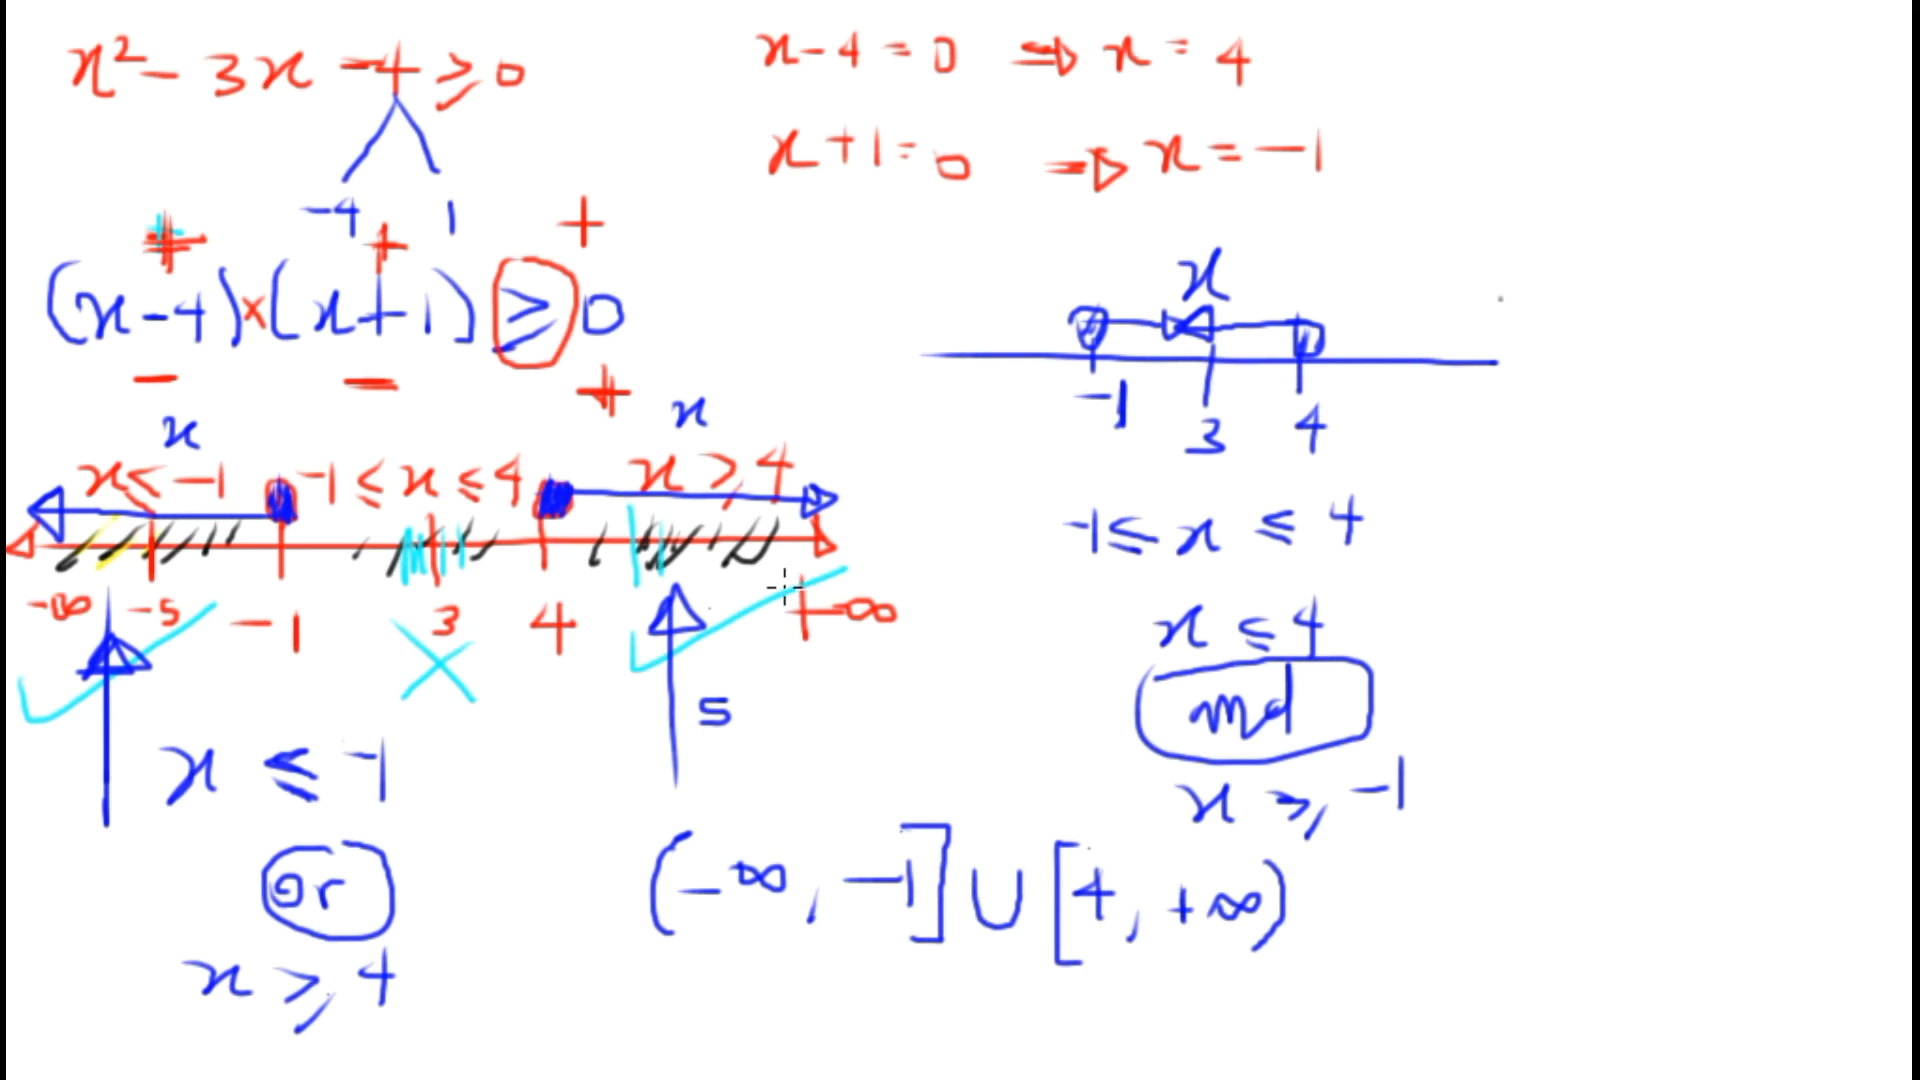 x² - 3x - 4 ≥ 0
-4 1
+ + +
(x-4)×(x+1) ≥ 0
- - +
x x
x ≤ -1 -1 ≤ x ≤ 4 x ≥ 4
-∞ -5 -1 3 4 +∞
5
x ≤ -1
or
x ≥ 4
(-∞, -1] ∪ [4, +∞)
x-4 = 0 ⇒ x = 4
x+1 = 0 ⇒ x = -1
x
-1 3 4
-1 ≤ x ≤ 4
x ≤ 4
and
x ≥ -1